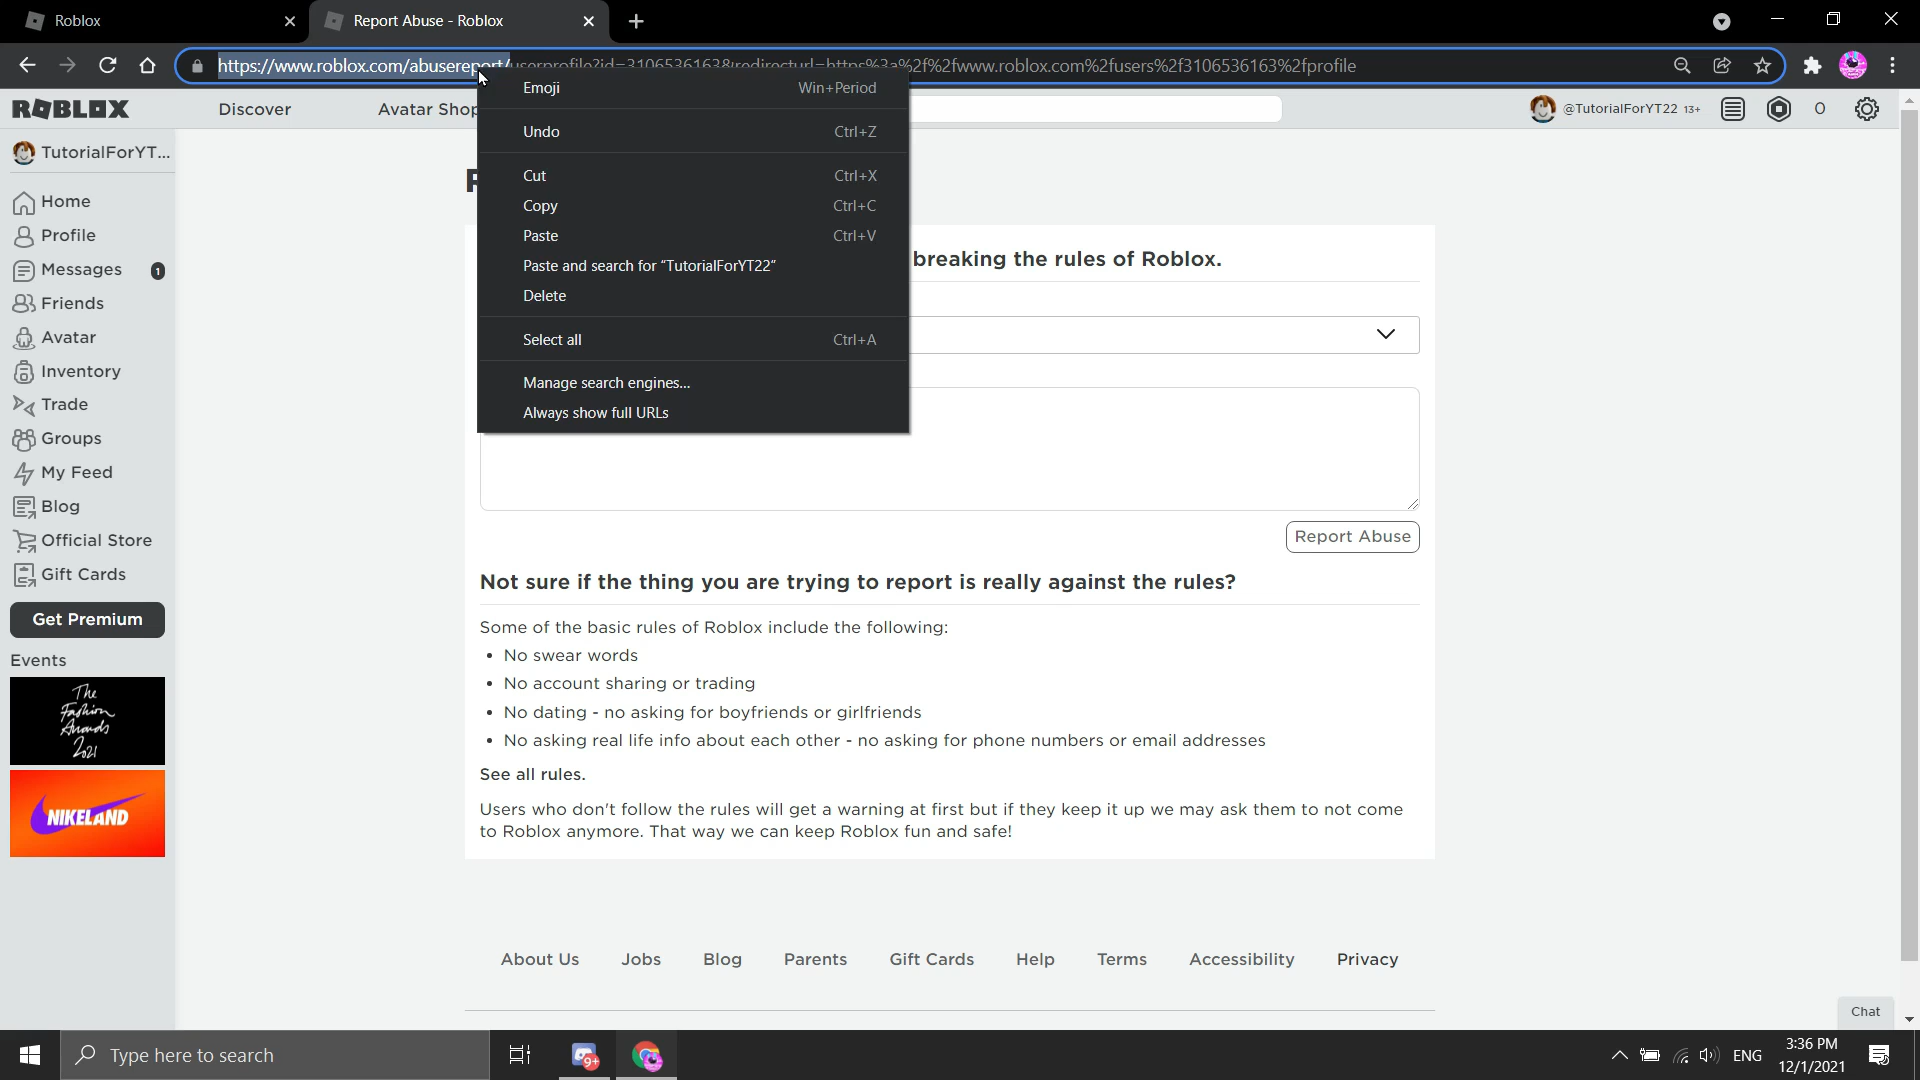 Roblox
Report Abuse - Roblox
https://www.roblox.com/abusereport/userprofile?id=3106536163&redirecturl=https%3a%2f%2fwww.roblox.com%2fusers%2f3106536163%2fprofile
ROBLOX
Discover
Avatar Shop
@TutorialForYT22 13+
0
TutorialForYT...
Home
Profile
Messages 1
Friends
Avatar
Inventory
Trade
Groups
My Feed
Blog
Official Store
Gift Cards
Get Premium
Events
The
Fashion
Awards
2021
NIKELAND
Emoji Win+Period
Undo Ctrl+Z
Cut Ctrl+X
Copy Ctrl+C
Paste Ctrl+V
Paste and search for “TutorialForYT22”
Delete
Select all Ctrl+A
Manage search engines...
Always show full URLs
breaking the rules of Roblox.
Report Abuse
Not sure if the thing you are trying to report is really against the rules?
Some of the basic rules of Roblox include the following:
• No swear words
• No account sharing or trading
• No dating - no asking for boyfriends or girlfriends
• No asking real life info about each other - no asking for phone numbers or email addresses
See all rules.
Users who don't follow the rules will get a warning at first but if they keep it up we may ask them to not come
to Roblox anymore. That way we can keep Roblox fun and safe!
About Us Jobs Blog Parents Gift Cards Help Terms Accessibility Privacy
Chat
Type here to search
9+
ENG
3:36 PM
12/1/2021